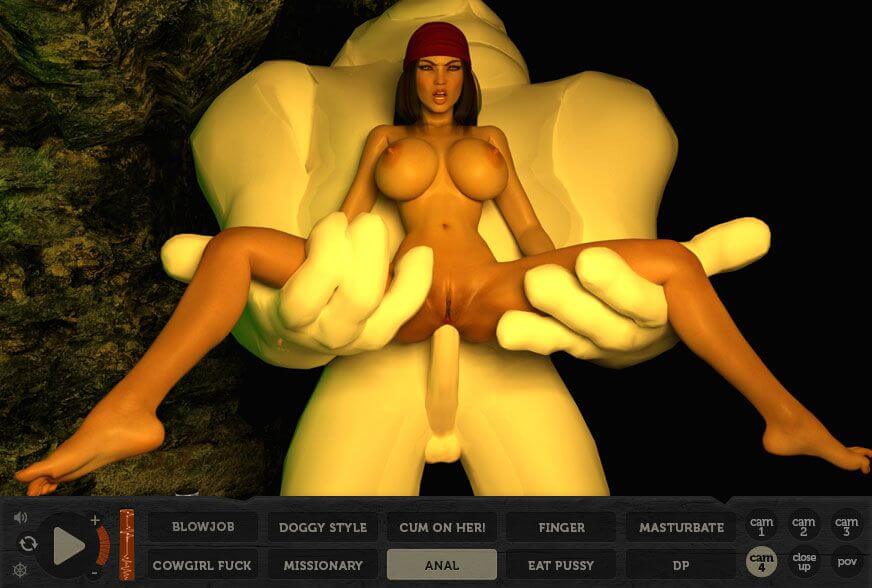 BLOWJOB DOGGY STYLE CUM ON HER! FINGER MASTURBATE cam 1 cam 2 cam 3
COWGIRL FUCK MISSIONARY ANAL EAT PUSSY DP cam 4 close up pov